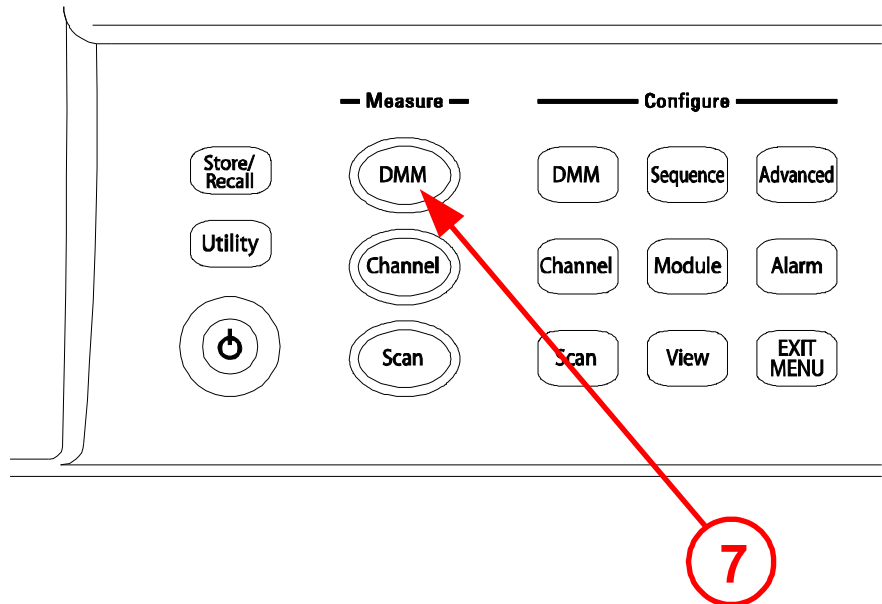 Measure
Configure
Store/
Recall
DMM
DMM
Sequence
Advanced
Utility
Channel
Channel
Module
Alarm
Scan
Scan
View
EXIT
MENU
7